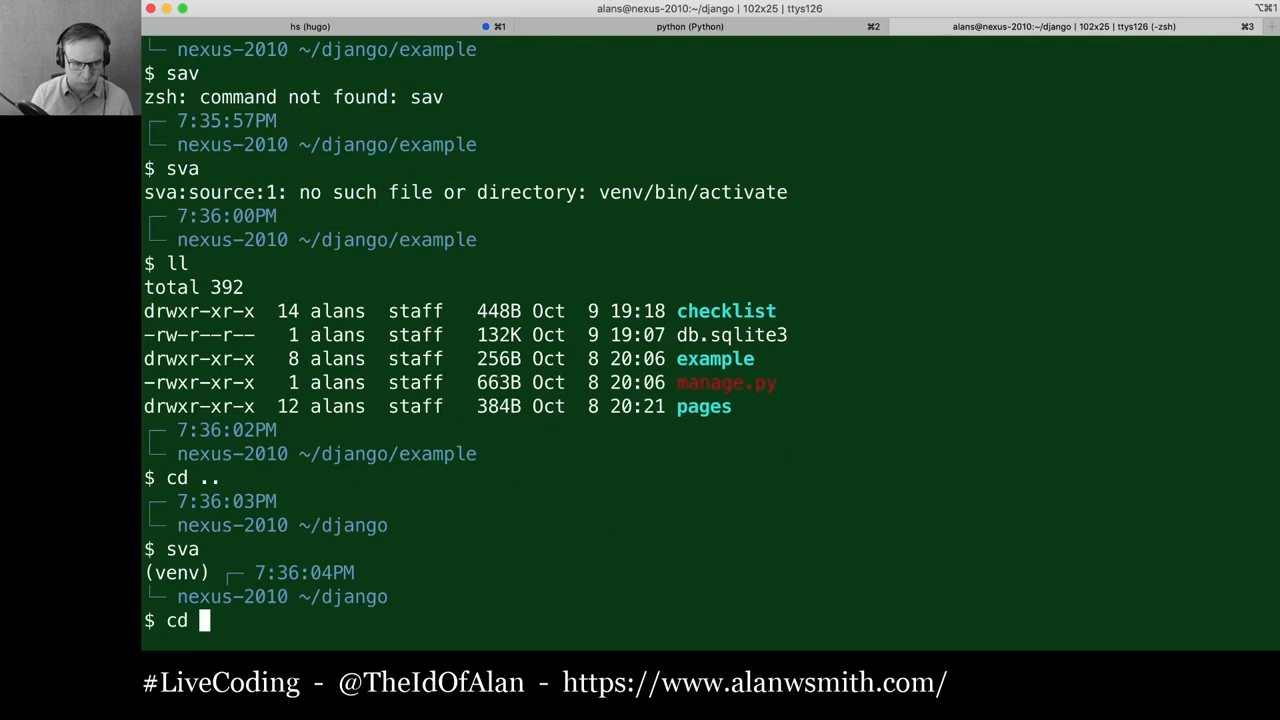 alans@nexus-2010:~/django | 102x25 | ttys126
⌥⌘1
hs (hugo)
⌘1
python (Python)
⌘2
alans@nexus-2010:~/django | 102x25 | ttys126 (-zsh)
⌘3
nexus-2010 ~/django/example
$ sav
zsh: command not found: sav
7:35:57PM
nexus-2010 ~/django/example
$ sva
sva:source:1: no such file or directory: venv/bin/activate
7:36:00PM
nexus-2010 ~/django/example
$ ll
total 392
drwxr-xr-x 14 alans staff 448B Oct 9 19:18 checklist
-rw-r--r-- 1 alans staff 132K Oct 9 19:07 db.sqlite3
drwxr-xr-x 8 alans staff 256B Oct 8 20:06 example
-rwxr-xr-x 1 alans staff 663B Oct 8 20:06 manage.py
drwxr-xr-x 12 alans staff 384B Oct 8 20:21 pages
7:36:02PM
nexus-2010 ~/django/example
$ cd ..
7:36:03PM
nexus-2010 ~/django
$ sva
(venv) 7:36:04PM
nexus-2010 ~/django
$ cd
#LiveCoding - @TheIdOfAlan - https://www.alanwsmith.com/